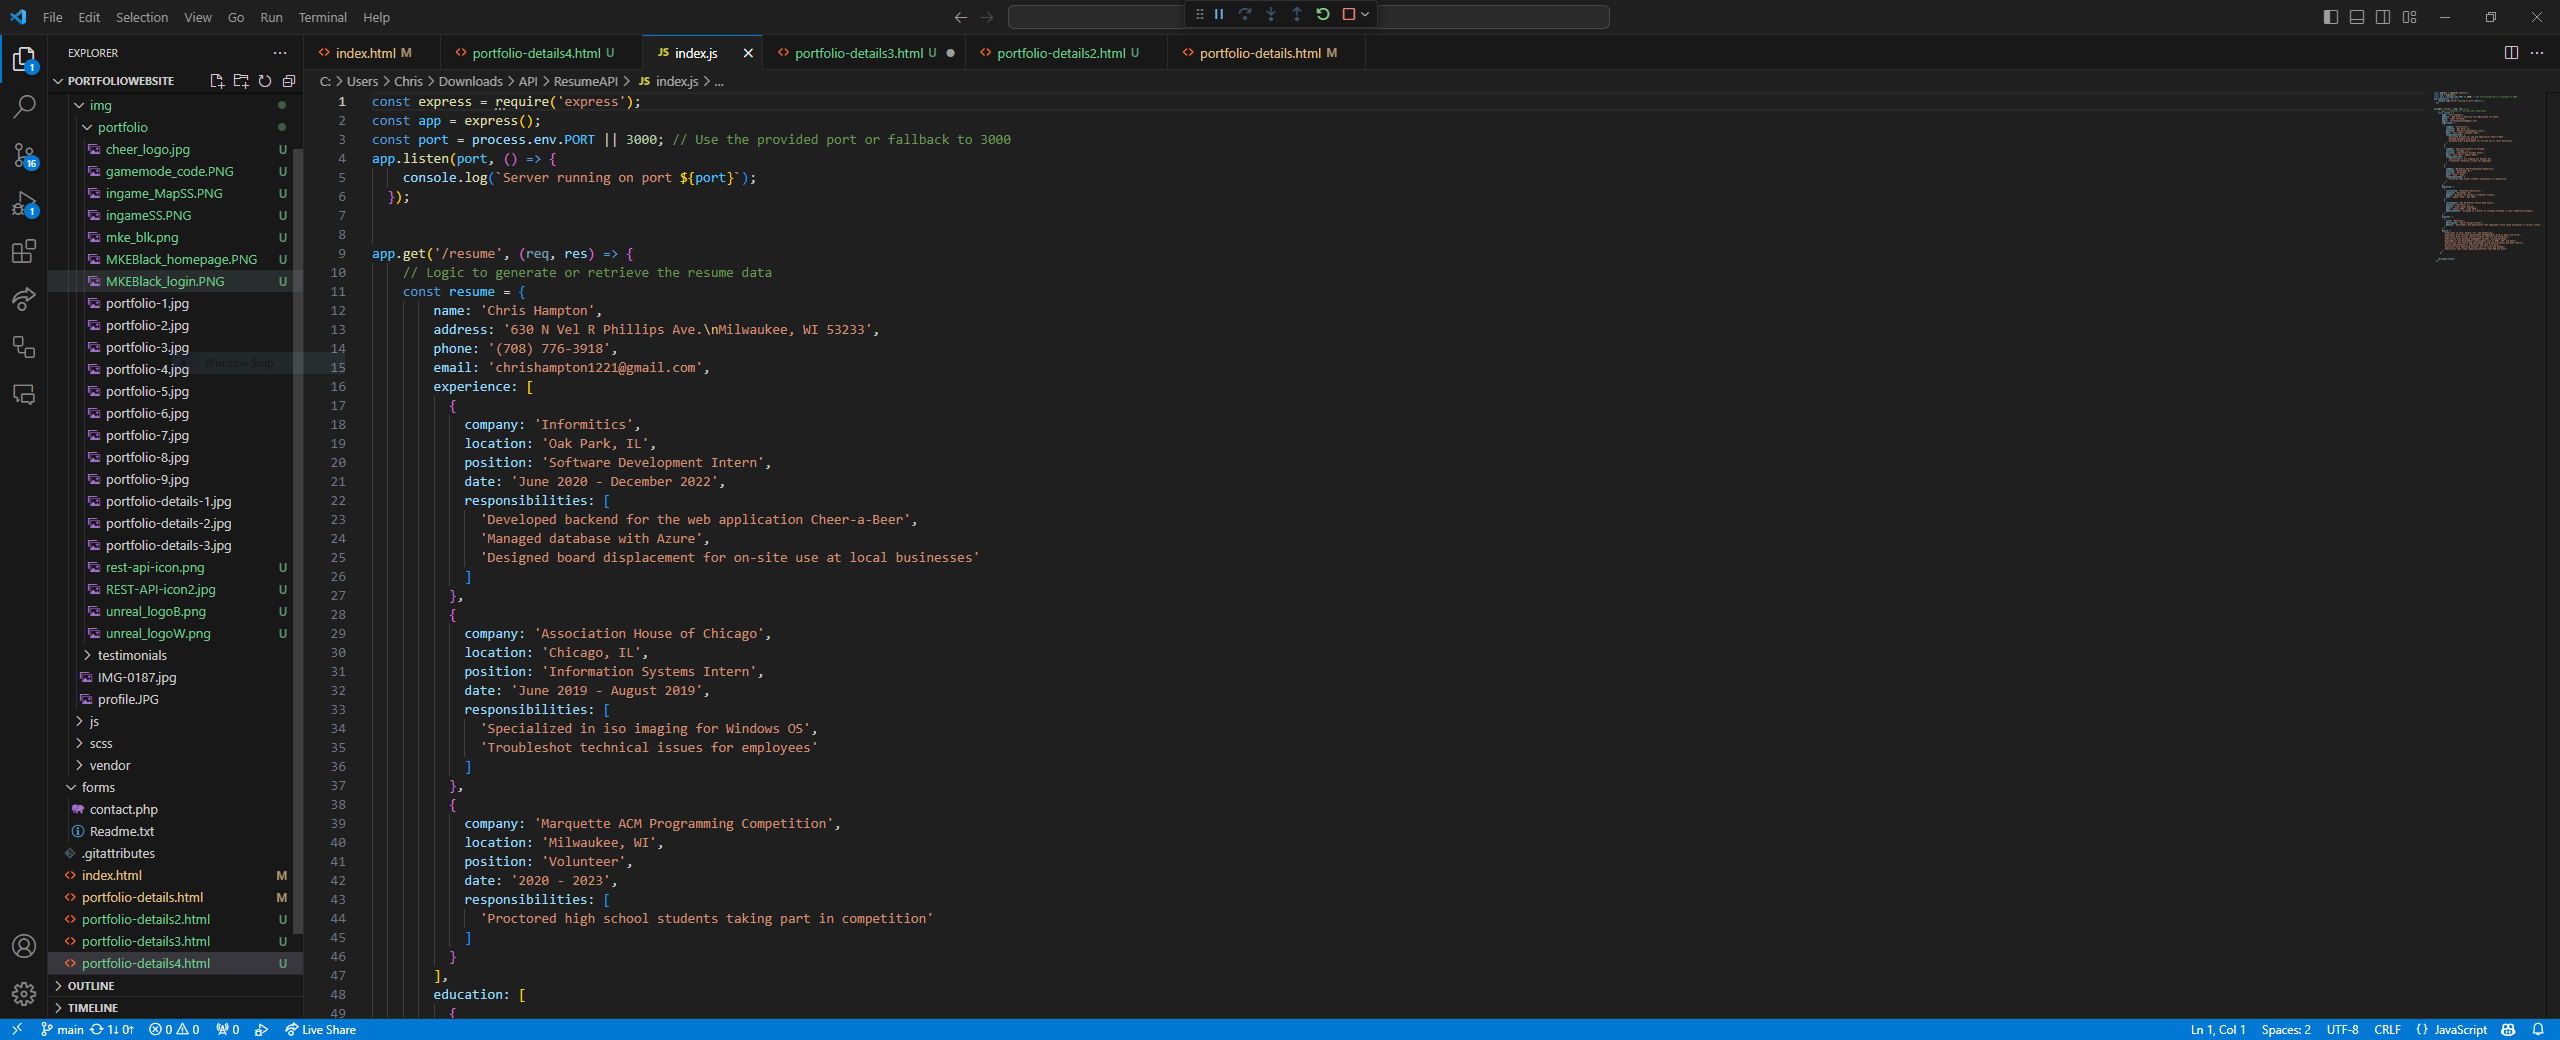 File Edit Selection View Go Run Terminal Help
EXPLORER
PORTFOLIOWEBSITE
img
portfolio
cheer_logo.jpg U
gamemode_code.PNG U
ingame_MapSS.PNG U
ingameSS.PNG U
mke_blk.png U
MKEBlack_homepage.PNG U
MKEBlack_login.PNG U
portfolio-1.jpg
portfolio-2.jpg
portfolio-3.jpg
Window Snip
portfolio-4.jpg
portfolio-5.jpg
portfolio-6.jpg
portfolio-7.jpg
portfolio-8.jpg
portfolio-9.jpg
portfolio-details-1.jpg
portfolio-details-2.jpg
portfolio-details-3.jpg
rest-api-icon.png U
REST-API-icon2.jpg U
unreal_logoB.png U
unreal_logoW.png U
testimonials
IMG-0187.jpg
profile.JPG
js
scss
vendor
forms
contact.php
Readme.txt
.gitattributes
index.html M
portfolio-details.html M
portfolio-details2.html U
portfolio-details3.html U
portfolio-details4.html U
OUTLINE
TIMELINE
1
16
1
index.html M portfolio-details4.html U JS index.js portfolio-details3.html U portfolio-details2.html U portfolio-details.html M
C: > Users > Chris > Downloads > API > ResumeAPI > JS index.js > ...
1 const express = require('express');
2 const app = express();
3 const port = process.env.PORT || 3000; // Use the provided port or fallback to 3000
4 app.listen(port, () => {
5 console.log(`Server running on port ${port}`);
6 });
7
8
9 app.get('/resume', (req, res) => {
10 // Logic to generate or retrieve the resume data
11 const resume = {
12 name: 'Chris Hampton',
13 address: '630 N Vel R Phillips Ave.\nMilwaukee, WI 53233',
14 phone: '(708) 776-3918',
15 email: 'chrishampton1221@gmail.com',
16 experience: [
17 {
18 company: 'Informitics',
19 location: 'Oak Park, IL',
20 position: 'Software Development Intern',
21 date: 'June 2020 - December 2022',
22 responsibilities: [
23 'Developed backend for the web application Cheer-a-Beer',
24 'Managed database with Azure',
25 'Designed board displacement for on-site use at local businesses'
26 ]
27 },
28 {
29 company: 'Association House of Chicago',
30 location: 'Chicago, IL',
31 position: 'Information Systems Intern',
32 date: 'June 2019 - August 2019',
33 responsibilities: [
34 'Specialized in iso imaging for Windows OS',
35 'Troubleshot technical issues for employees'
36 ]
37 },
38 {
39 company: 'Marquette ACM Programming Competition',
40 location: 'Milwaukee, WI',
41 position: 'Volunteer',
42 date: '2020 - 2023',
43 responsibilities: [
44 'Proctored high school students taking part in competition'
45 ]
46 }
47 ],
48 education: [
49 {
main 1↓ 0↑ 0 0 0 Live Share Ln 1, Col 1 Spaces: 2 UTF-8 CRLF {} JavaScript